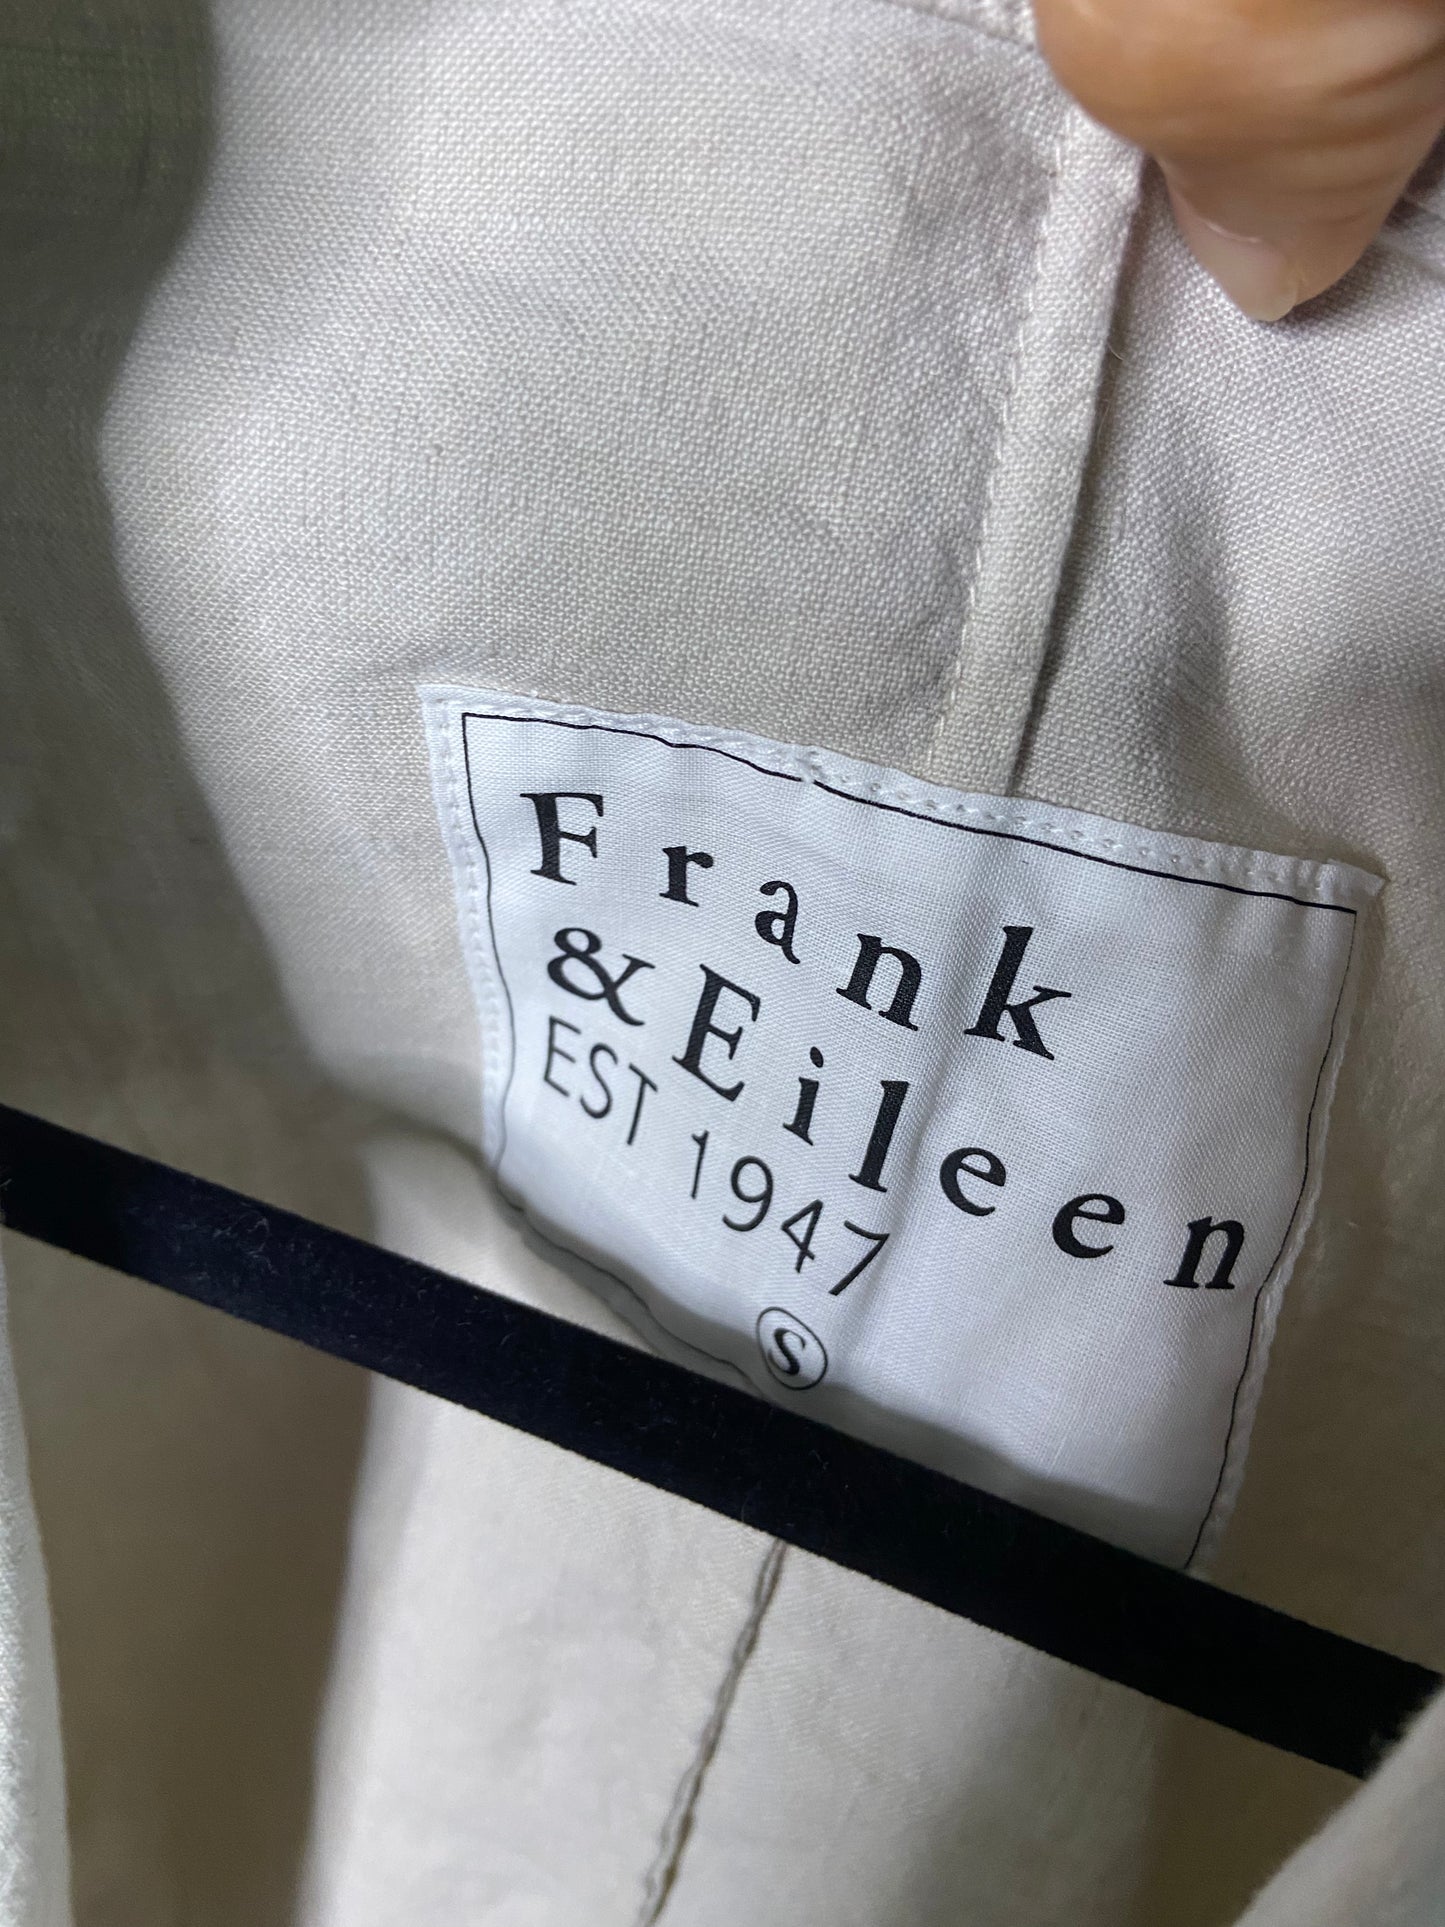 Frank
& Eileen
EST 1947
S